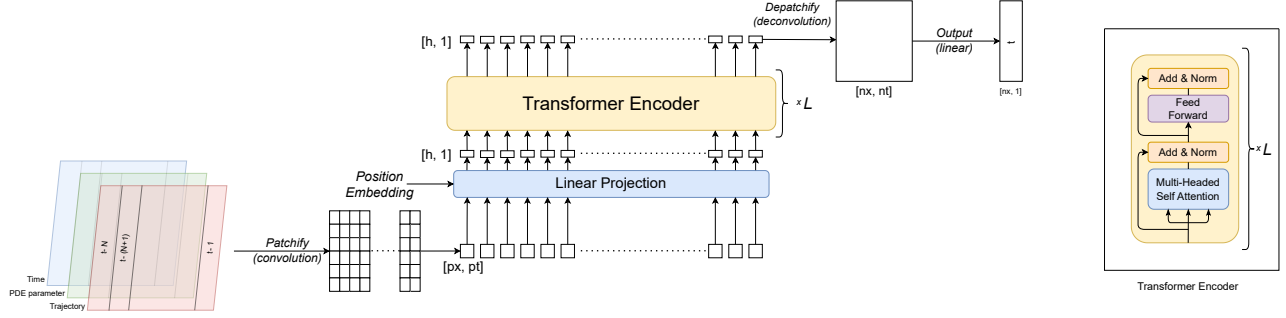 Time
PDE parameter
Trajectory
t- N
t- (N+1)
t- 1
Patchify
(convolution)
[px, pt]
Position
Embedding
Linear Projection
[h, 1]
Transformer Encoder
x L
[h, 1]
Depatchify
(deconvolution)
[nx, nt]
Output
(linear)
t
[nx, 1]
Add & Norm
Feed
Forward
Add & Norm
Multi-Headed
Self Attention
x L
Transformer Encoder